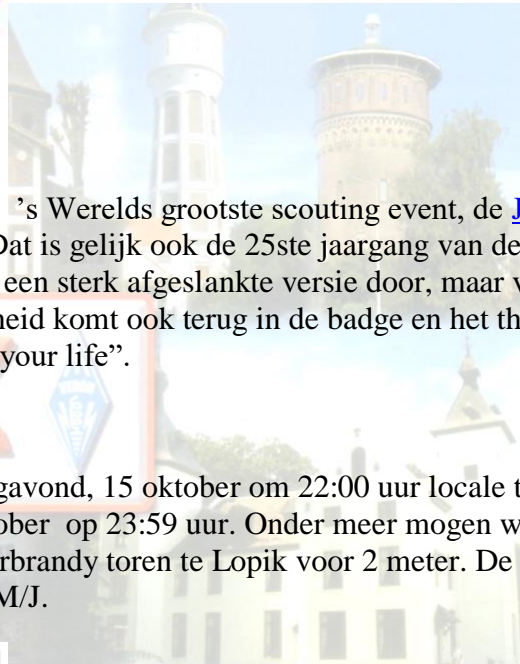 's Werelds grootste scouting event, de J
Dat is gelijk ook de 25ste jaargang van de
een sterk afgeslankte versie door, maar v
heid komt ook terug in de badge en het th
your life”.
gavond, 15 oktober om 22:00 uur locale t
ober op 23:59 uur. Onder meer mogen w
rbrandy toren te Lopik voor 2 meter. De
M/J.